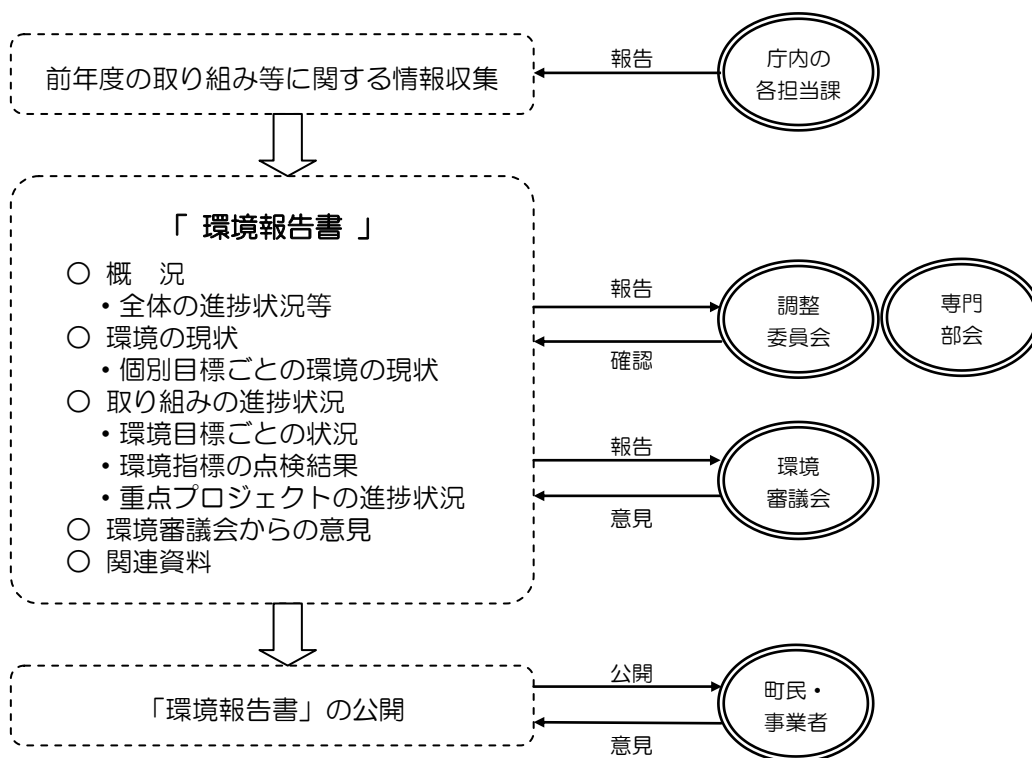 前年度の取り組み等に関する情報収集
報告
庁内の
各担当課
「 環境報告書 」
○ 概　況
・全体の進捗状況等
○ 環境の現状
・個別目標ごとの環境の現状
○ 取り組みの進捗状況
・環境目標ごとの状況
・環境指標の点検結果
・重点プロジェクトの進捗状況
○ 環境審議会からの意見
○ 関連資料
報告
確認
調整
委員会
専門
部会
報告
意見
環境
審議会
「環境報告書」の公開
公開
意見
町民・
事業者